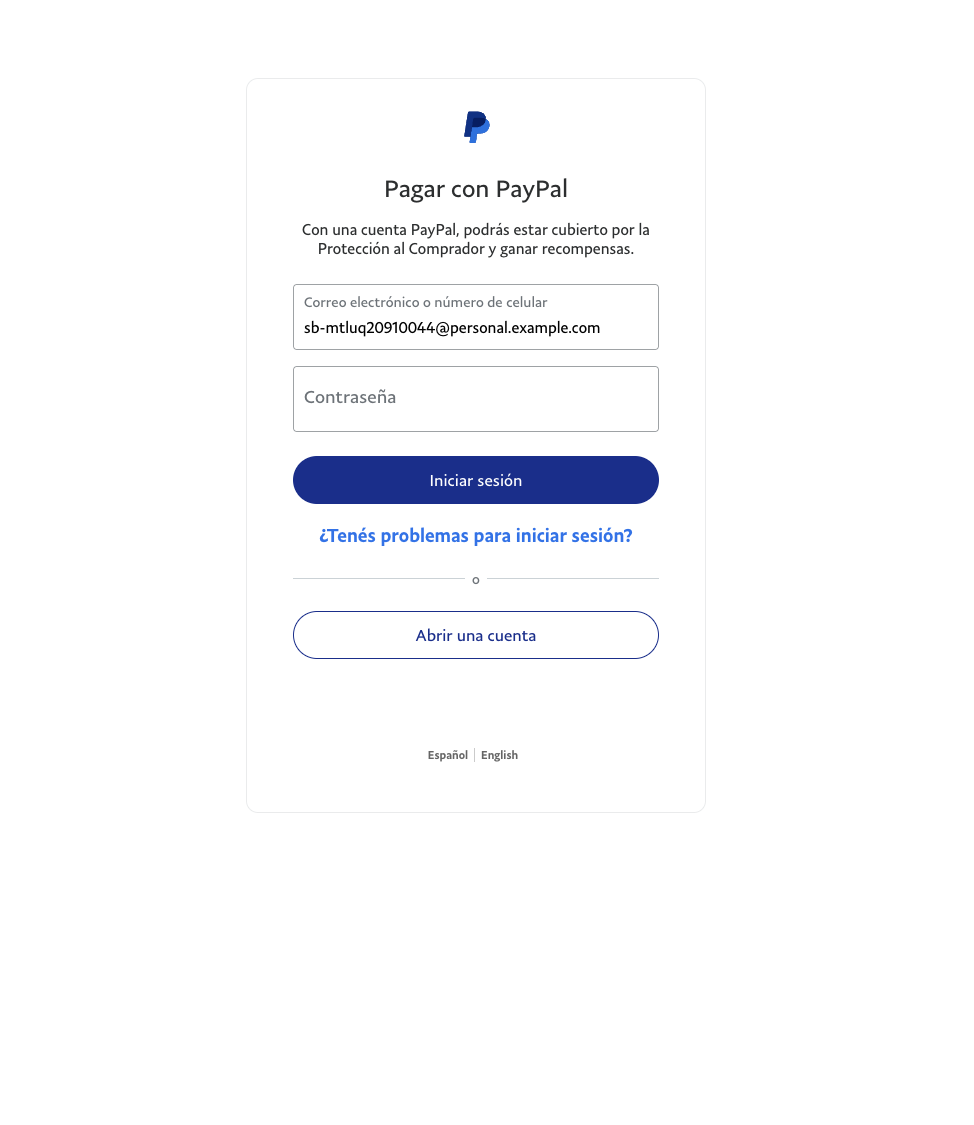 Pagar con PayPal
Con una cuenta PayPal, podrás estar cubierto por la
Protección al Comprador y ganar recompensas.
Correo electrónico o número de celular
sb-mtluq20910044@personal.example.com
Contraseña
Iniciar sesión
¿Tenés problemas para iniciar sesión?
o
Abrir una cuenta
Español English